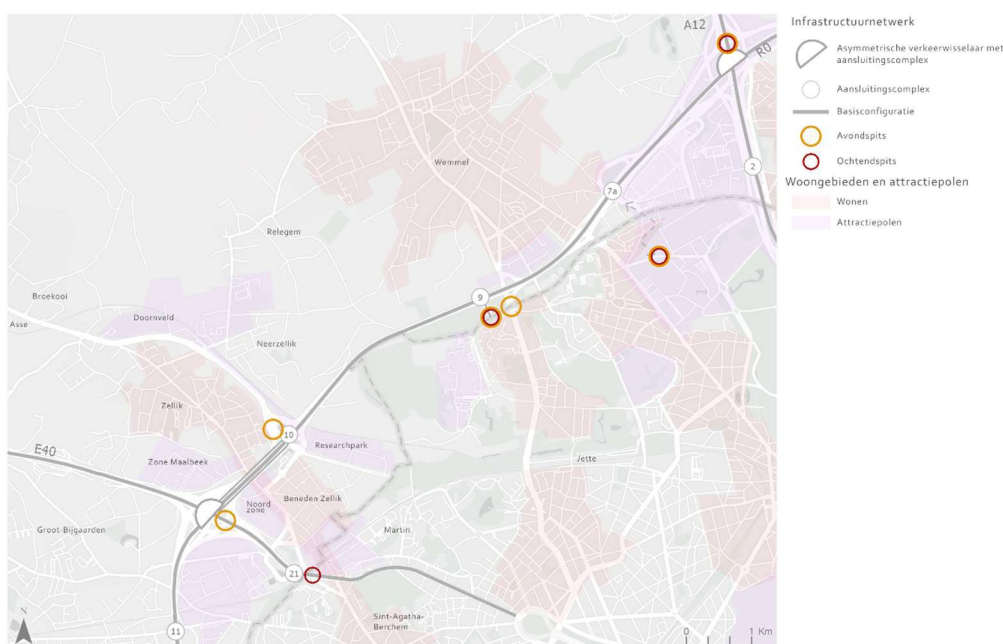 A12
R0
2
Wemmel
7a
Relegem
9
Broekooi
Doornveld
Asse
Neerzellik
Zellik
10
Researchpark
E40
Zone Maalbeek
Jette
Beneden Zellik
Noord
zone
Groot-Bijgaarden
Martin
21
Sint-Agatha-
Berchem
11
N
0
1 Km
Infrastructuurnetwerk
Asymmetrische verkeerwisselaar met
aansluitingscomplex
Aansluitingscomplex
Basisconfiguratie
Avondspits
Ochtendspits
Woongebieden en attractiepolen
Wonen
Attractiepolen